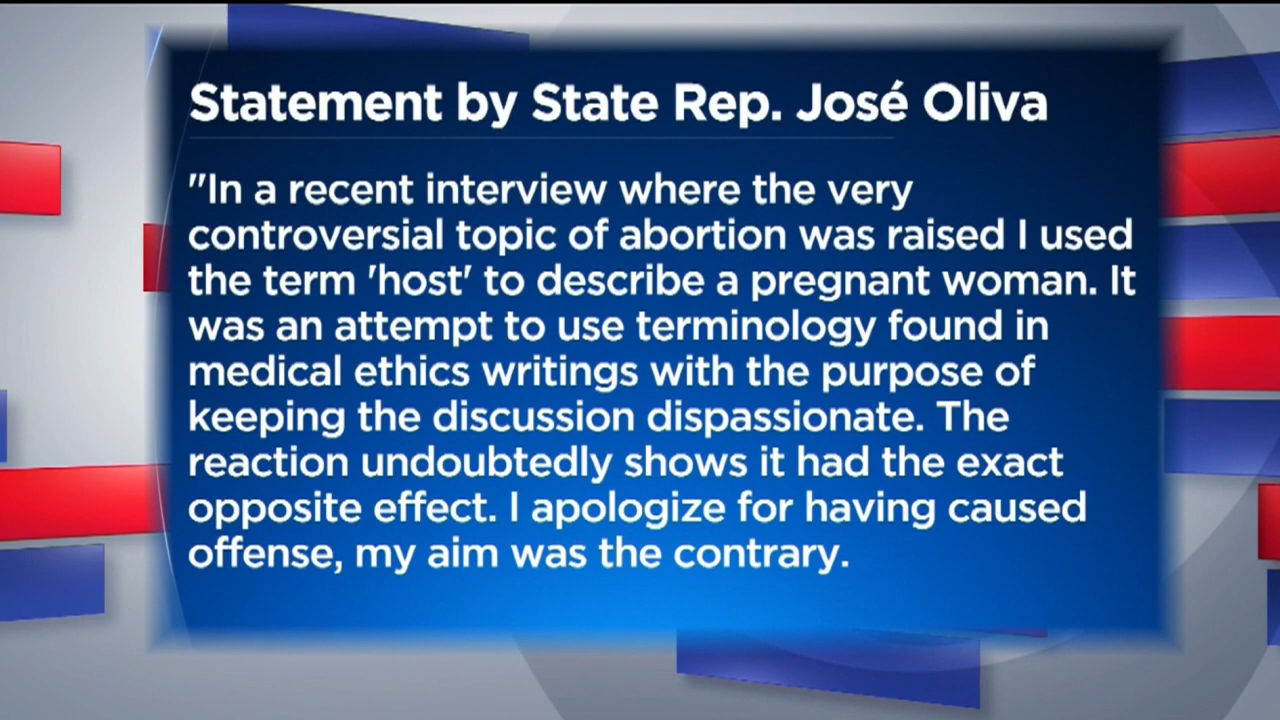 Statement by State Rep. José Oliva
"In a recent interview where the very
controversial topic of abortion was raised I used
the term 'host' to describe a pregnant woman. It
was an attempt to use terminology found in
medical ethics writings with the purpose of
keeping the discussion dispassionate. The
reaction undoubtedly shows it had the exact
opposite effect. I apologize for having caused
offense, my aim was the contrary.